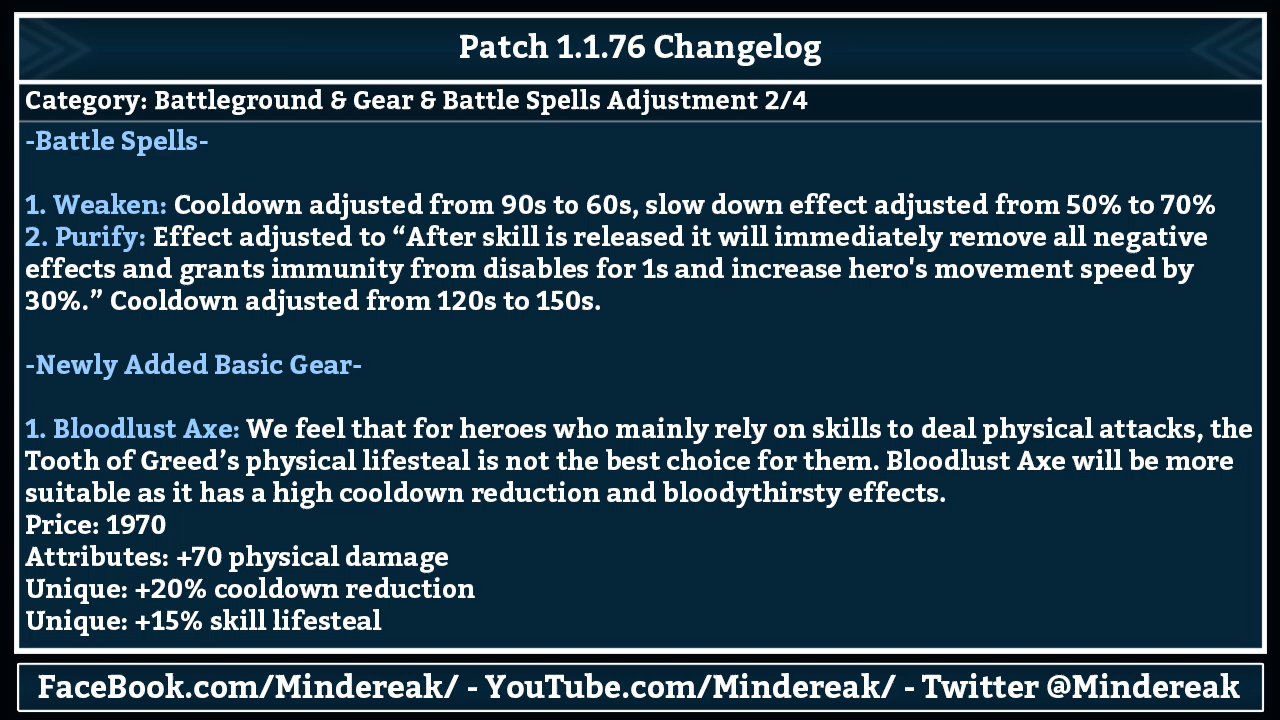 Patch 1.1.76 Changelog
Category: Battleground & Gear & Battle Spells Adjustment 2/4
-Battle Spells-
1. Weaken: Cooldown adjusted from 90s to 60s, slow down effect adjusted from 50% to 70%
2. Purify: Effect adjusted to “After skill is released it will immediately remove all negative
effects and grants immunity from disables for 1s and increase hero's movement speed by
30%.” Cooldown adjusted from 120s to 150s.
-Newly Added Basic Gear-
1. Bloodlust Axe: We feel that for heroes who mainly rely on skills to deal physical attacks, the
Tooth of Greed’s physical lifesteal is not the best choice for them. Bloodlust Axe will be more
suitable as it has a high cooldown reduction and bloodythirsty effects.
Price: 1970
Attributes: +70 physical damage
Unique: +20% cooldown reduction
Unique: +15% skill lifesteal
FaceBook.com/Mindereak/ - YouTube.com/Mindereak/ - Twitter @Mindereak